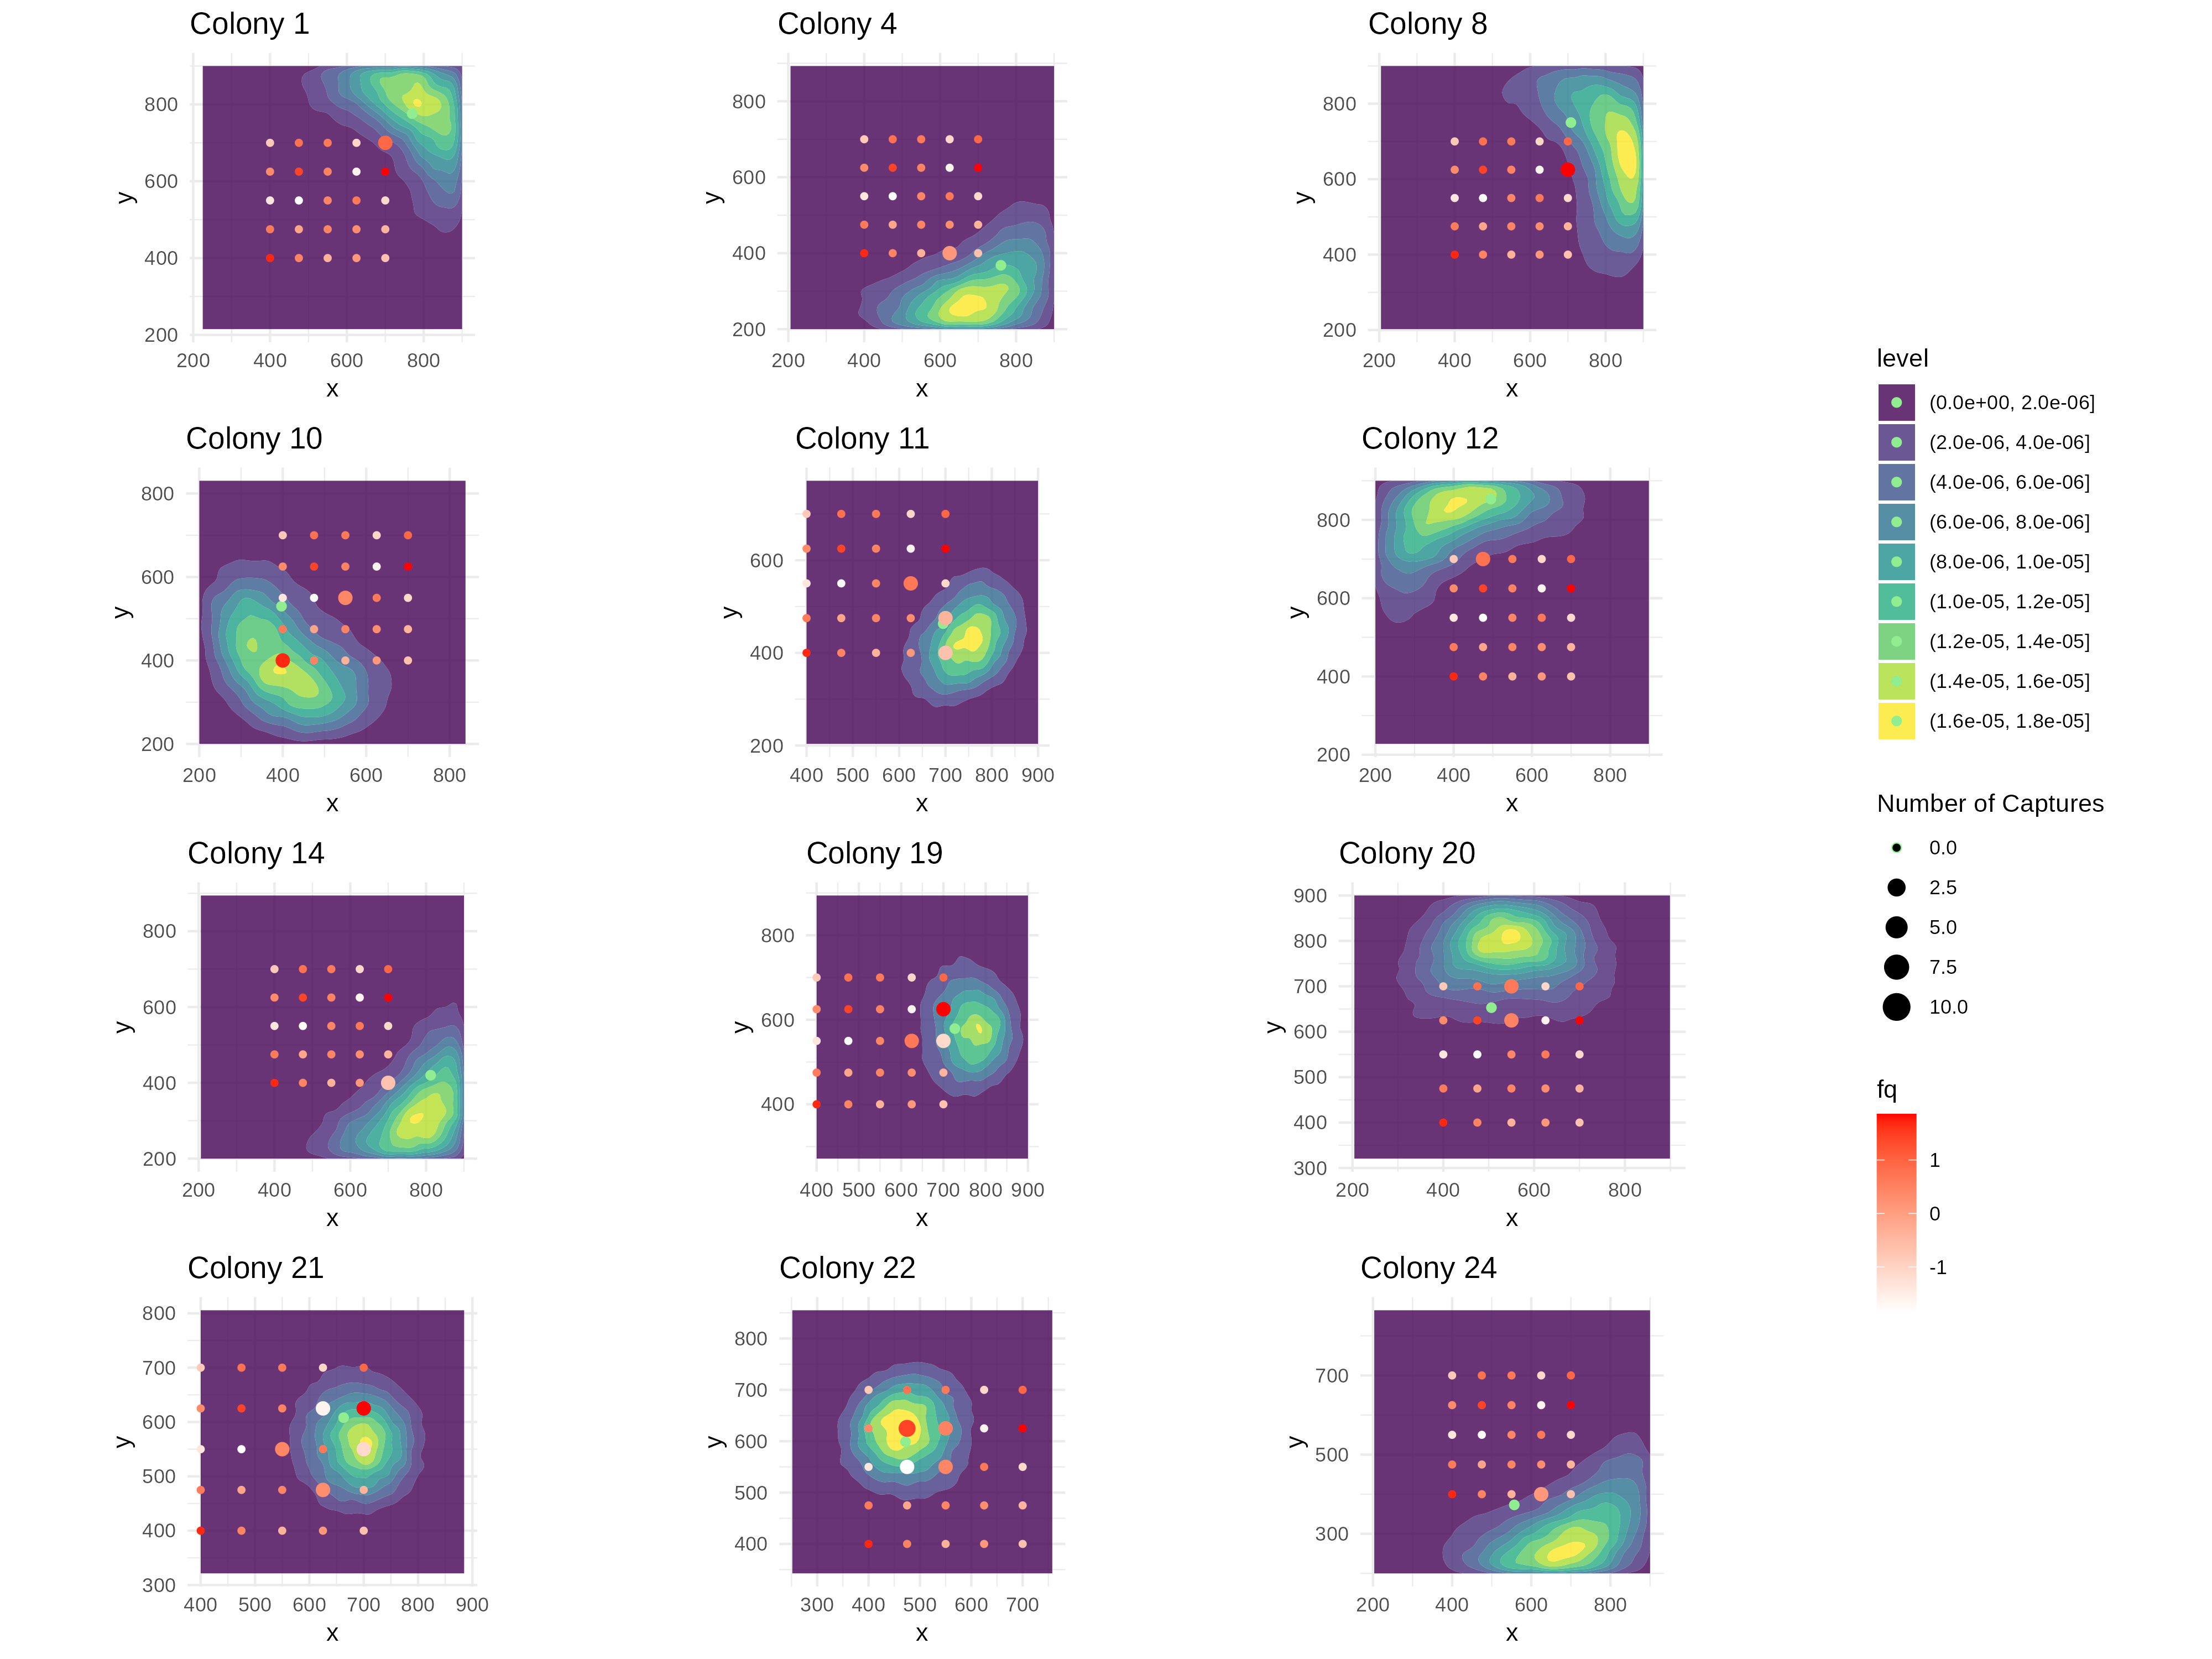 Colony 1
Colony 4
Colony 8
800
600
400
200
y
200 400 600 800
x
800
600
400
200
y
200 400 600 800
x
800
600
400
200
y
200 400 600 800
x
Colony 10
Colony 11
Colony 12
800
600
400
200
y
200 400 600 800
x
600
400
200
y
400 500 600 700 800 900
x
800
600
400
200
y
200 400 600 800
x
Colony 14
Colony 19
Colony 20
800
600
400
200
y
200 400 600 800
x
800
600
400
y
400 500 600 700 800 900
x
900
800
700
600
500
400
300
y
200 400 600 800
x
Colony 21
Colony 22
Colony 24
800
700
600
500
400
300
y
400 500 600 700 800 900
x
800
700
600
500
400
y
300 400 500 600 700
x
700
500
300
y
200 400 600 800
x
level
(0.0e+00, 2.0e-06]
(2.0e-06, 4.0e-06]
(4.0e-06, 6.0e-06]
(6.0e-06, 8.0e-06]
(8.0e-06, 1.0e-05]
(1.0e-05, 1.2e-05]
(1.2e-05, 1.4e-05]
(1.4e-05, 1.6e-05]
(1.6e-05, 1.8e-05]
Number of Captures
0.0
2.5
5.0
7.5
10.0
fq
1
0
-1